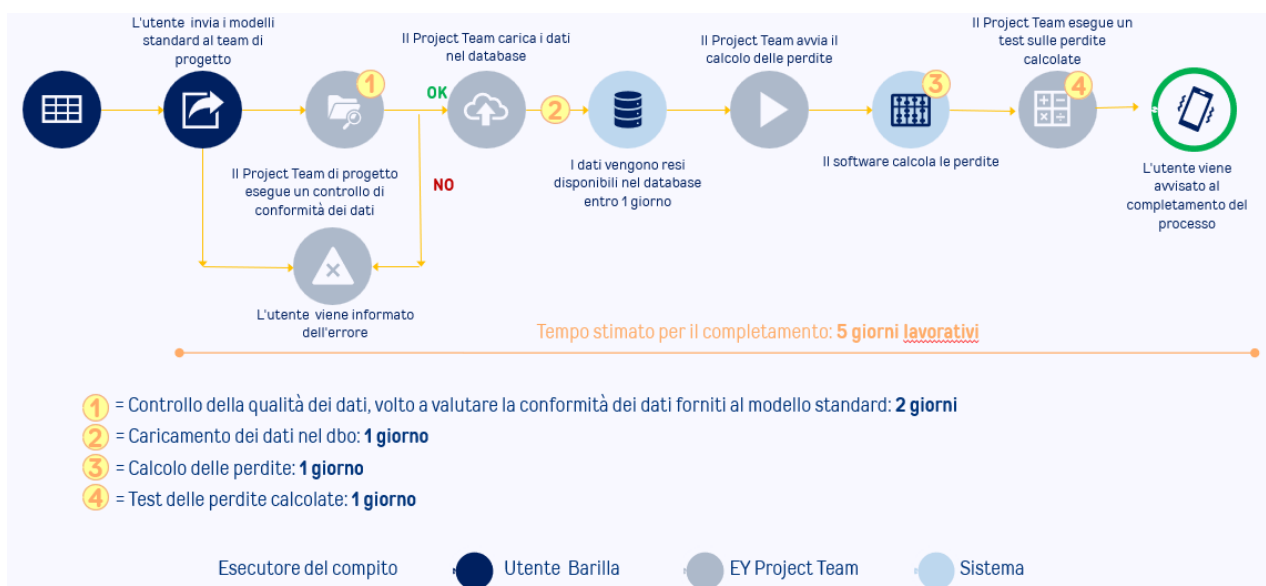 L'utente invia i modelli
standard al team di
progetto
Il Project Team carica i dati
nel database
Il Project Team avvia il
calcolo delle perdite
Il Project Team esegue un
test sulle perdite
calcolate
1
OK
2
3
4
NO
Il Project Team di progetto
esegue un controllo di
conformità dei dati
I dati vengono resi
disponibili nel database
entro 1 giorno
Il software calcola le perdite
L'utente viene
avvisato al
completamento del
processo
L'utente viene informato
dell'errore
Tempo stimato per il completamento: 5 giorni lavorativi
1 = Controllo della qualità dei dati, volto a valutare la conformità dei dati forniti al modello standard: 2 giorni
2 = Caricamento dei dati nel dbo: 1 giorno
3 = Calcolo delle perdite: 1 giorno
4 = Test delle perdite calcolate: 1 giorno
Esecutore del compito Utente Barilla EY Project Team Sistema